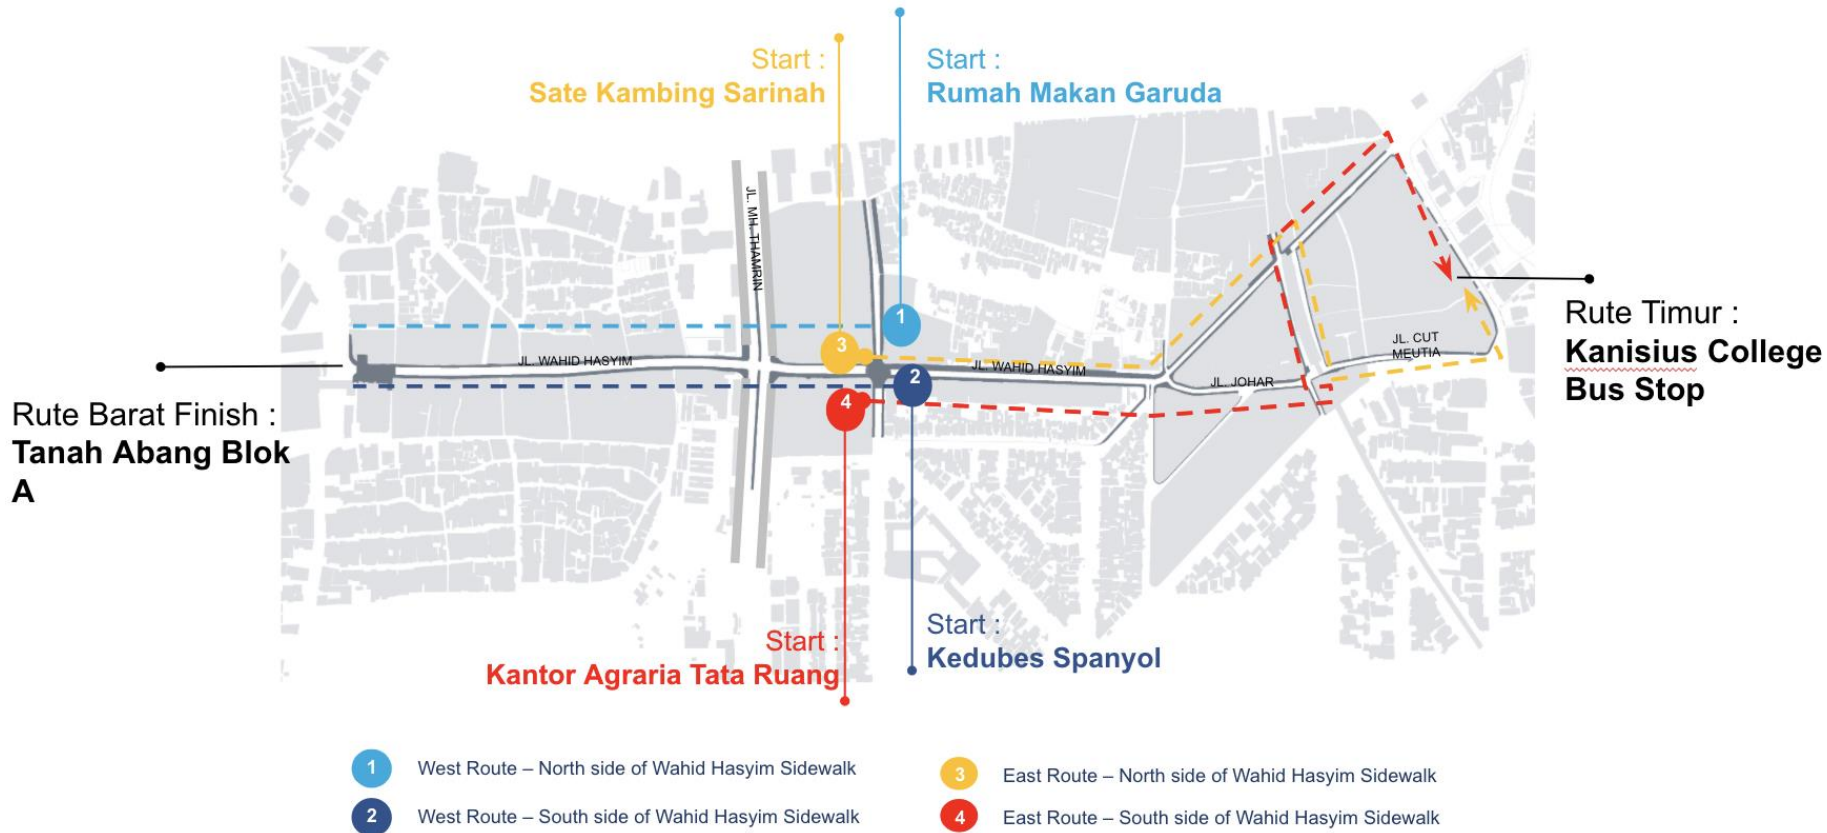 Start :
Sate Kambing Sarinah
Start :
Rumah Makan Garuda
JL. MH. THAMRIN
1
3
2
4
JL. WAHID HASYIM
JL. WAHID HASYIM
JL. JOHAR
JL. CUT
MEUTIA
Rute Timur :
Kanisius College
Bus Stop
Rute Barat Finish :
Tanah Abang Blok
A
Start :
Kantor Agraria Tata Ruang
Start :
Kedubes Spanyol
1 West Route – North side of Wahid Hasyim Sidewalk
2 West Route – South side of Wahid Hasyim Sidewalk
3 East Route – North side of Wahid Hasyim Sidewalk
4 East Route – South side of Wahid Hasyim Sidewalk